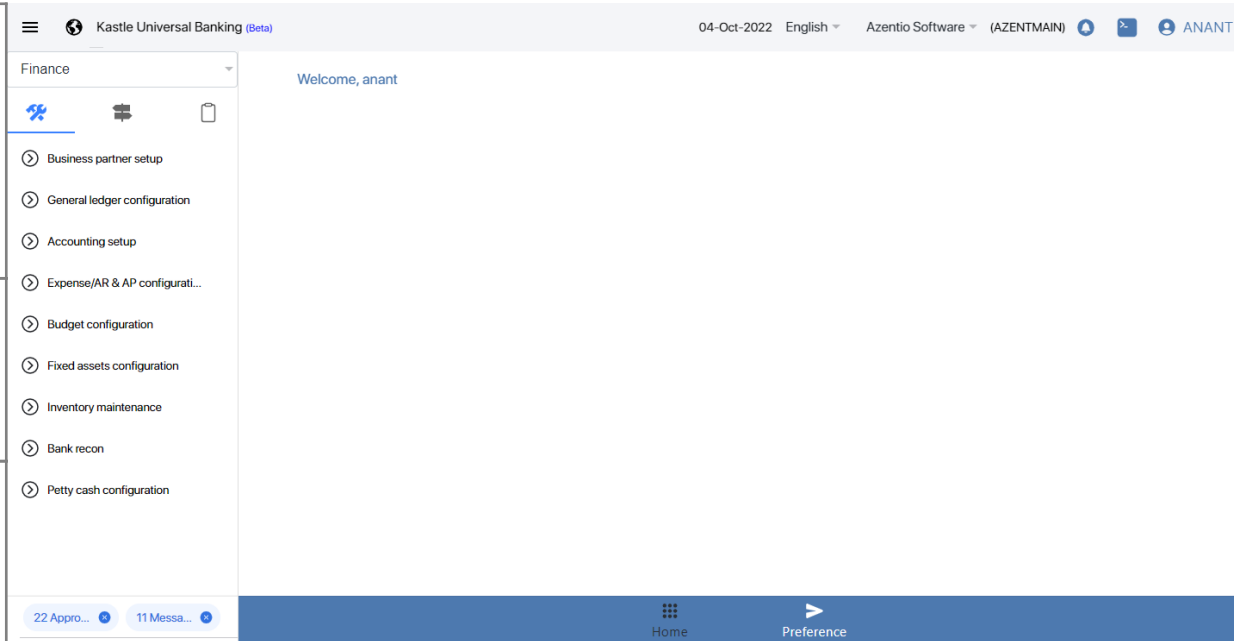 Kastle Universal Banking (Beta)
04-Oct-2022 English Azentio Software (AZENTMAIN) ANANT
Finance
Welcome, anant
Business partner setup
General ledger configuration
Accounting setup
Expense/AR & AP configurati...
Budget configuration
Fixed assets configuration
Inventory maintenance
Bank recon
Petty cash configuration
22 Appro... 11 Messa...
Home Preference